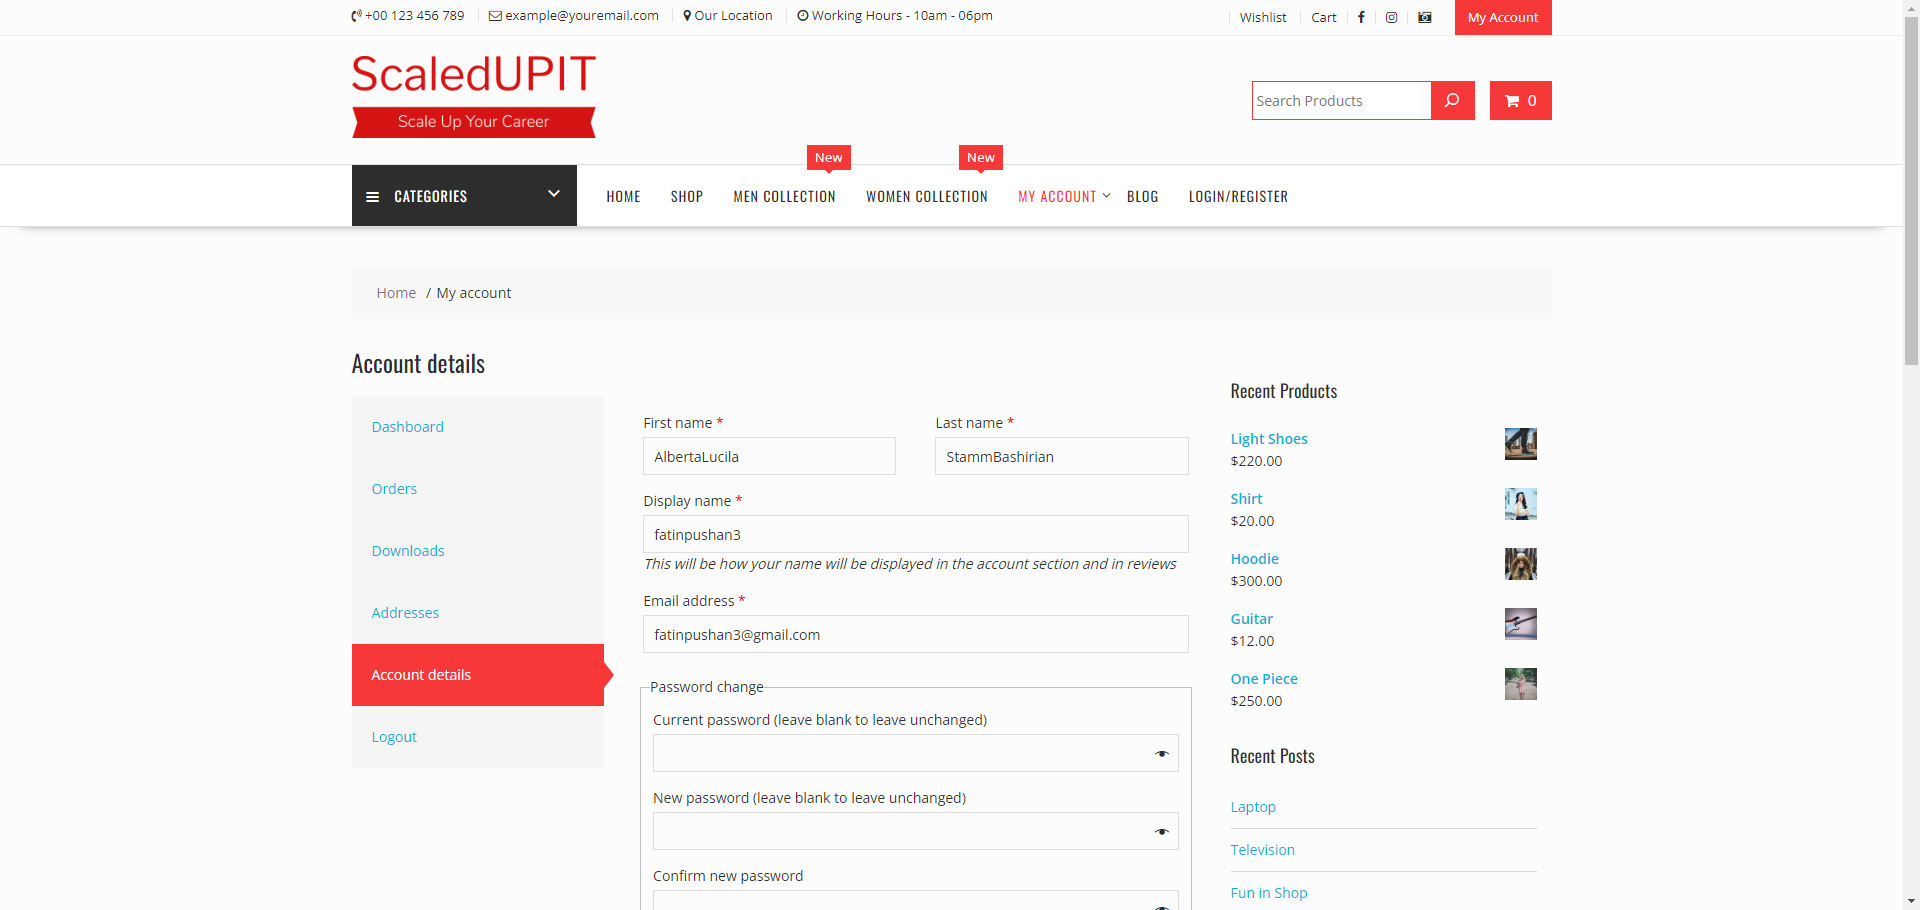 +00 123 456 789
example@youremail.com
Our Location
Working Hours - 10am - 06pm
Wishlist
Cart
My Account
ScaledUPIT
Scale Up Your Career
Search Products
0
CATEGORIES
HOME
SHOP
New
MEN COLLECTION
New
WOMEN COLLECTION
MY ACCOUNT
BLOG
LOGIN/REGISTER
Home / My account
Account details
Dashboard
Orders
Downloads
Addresses
Account details
Logout
First name *
AlbertaLucila
Last name *
StammBashirian
Display name *
fatinpushan3
This will be how your name will be displayed in the account section and in reviews
Email address *
fatinpushan3@gmail.com
Password change
Current password (leave blank to leave unchanged)
New password (leave blank to leave unchanged)
Confirm new password
Recent Products
Light Shoes
$220.00
Shirt
$20.00
Hoodie
$300.00
Guitar
$12.00
One Piece
$250.00
Recent Posts
Laptop
Television
Fun in Shop